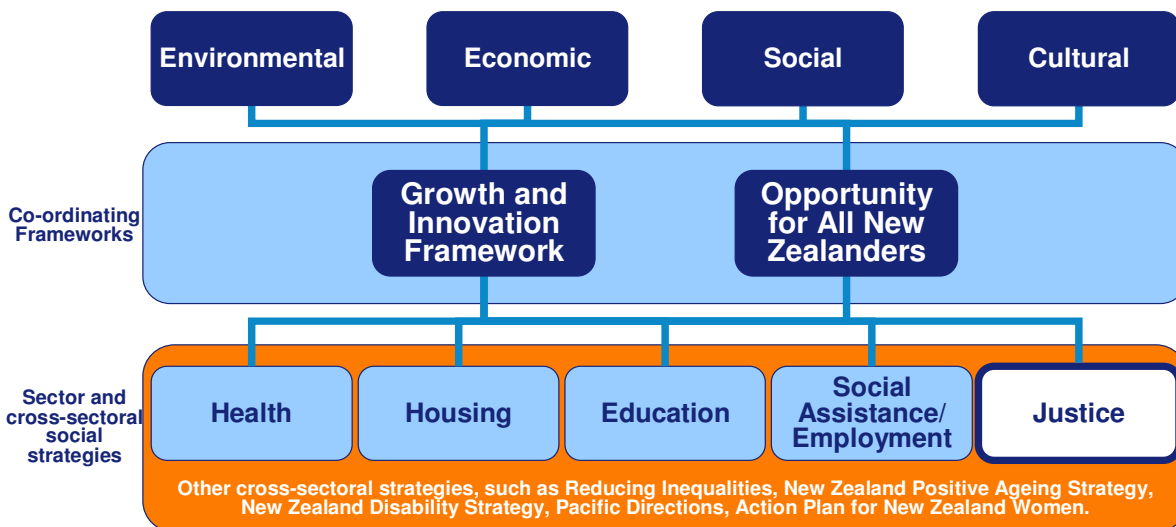 Environmental
Economic
Social
Cultural
Co-ordinating
Frameworks
Growth and
Innovation
Framework
Opportunity
for All New
Zealanders
Sector and
cross-sectoral
social
strategies
Health
Housing
Education
Social
Assistance/
Employment
Justice
Other cross-sectoral strategies, such as Reducing Inequalities, New Zealand Positive Ageing Strategy,
New Zealand Disability Strategy, Pacific Directions, Action Plan for New Zealand Women.